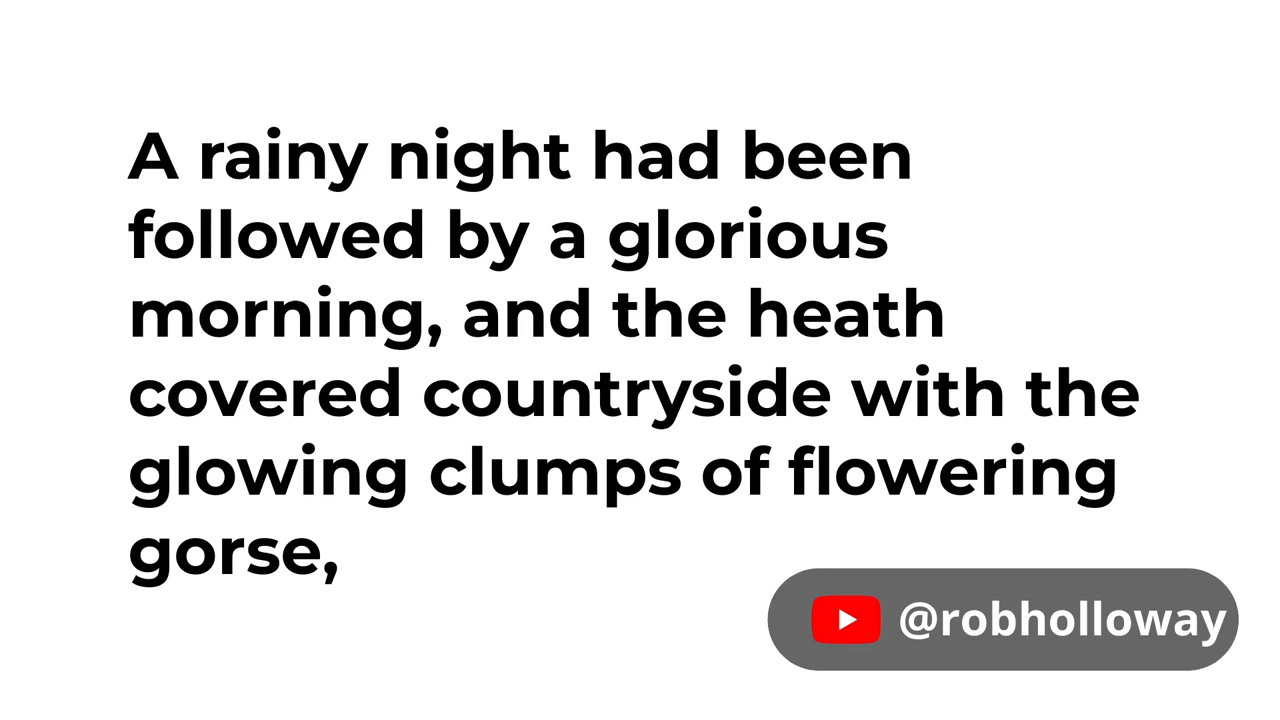 A rainy night had been
followed by a glorious
morning, and the heath
covered countryside with the
glowing clumps of flowering
gorse,
@robholloway